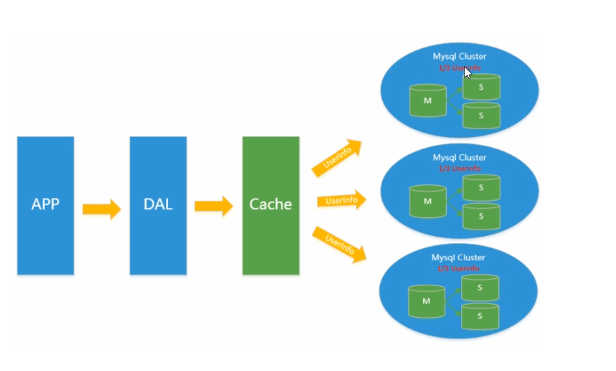 APP
DAL
Cache
UserInfo
UserInfo
UserInfo
Mysql Cluster
1/3 UserInfo
M
S
S
Mysql Cluster
1/3 UserInfo
M
S
S
Mysql Cluster
1/3 UserInfo
M
S
S